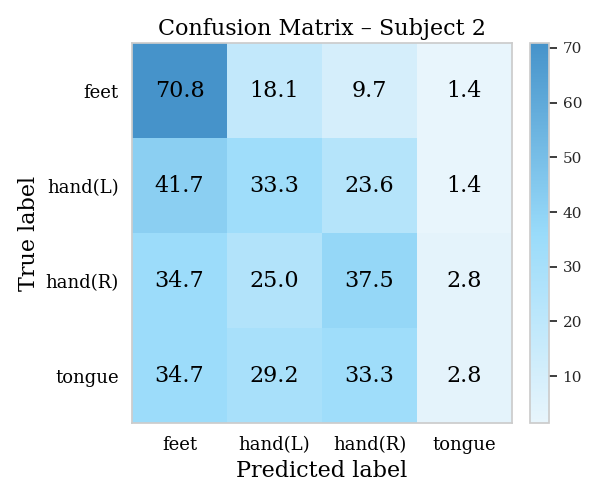 Confusion Matrix – Subject 2
True label
feet 70.8 18.1 9.7 1.4
hand(L) 41.7 33.3 23.6 1.4
hand(R) 34.7 25.0 37.5 2.8
tongue 34.7 29.2 33.3 2.8
feet hand(L) hand(R) tongue
Predicted label
70
60
50
40
30
20
10